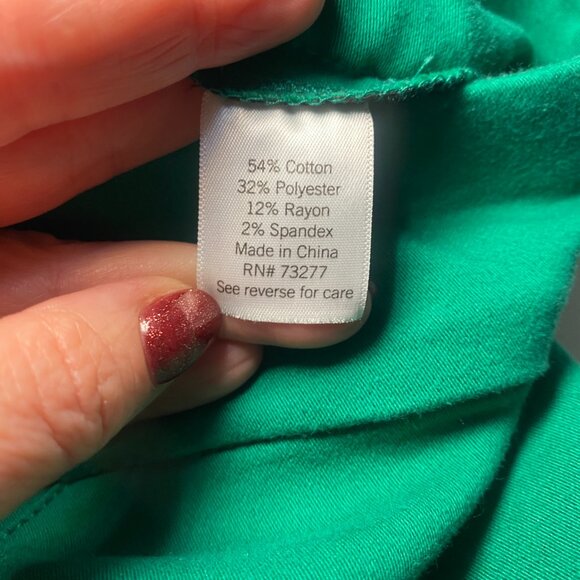 54% Cotton
32% Polyester
12% Rayon
2% Spandex
Made in China
RN# 73277
See reverse for care